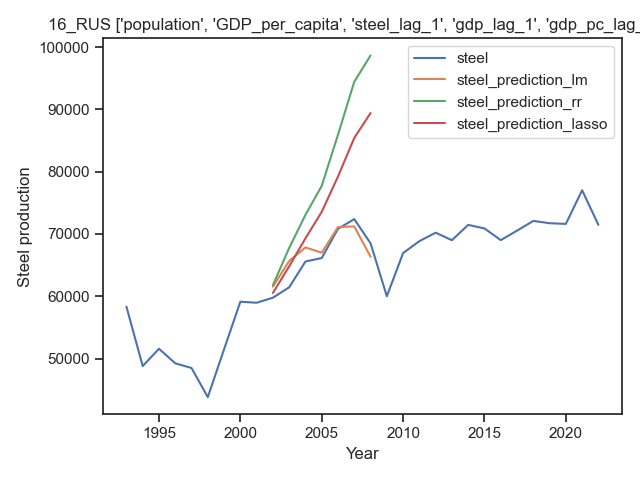 16_RUS ['population', 'GDP_per_capita', 'steel_lag_1', 'gdp_lag_1', 'gdp_pc_lag_
steel
steel_prediction_lm
steel_prediction_rr
steel_prediction_lasso
Steel production
100000
90000
80000
70000
60000
50000
1995 2000 2005 2010 2015 2020
Year